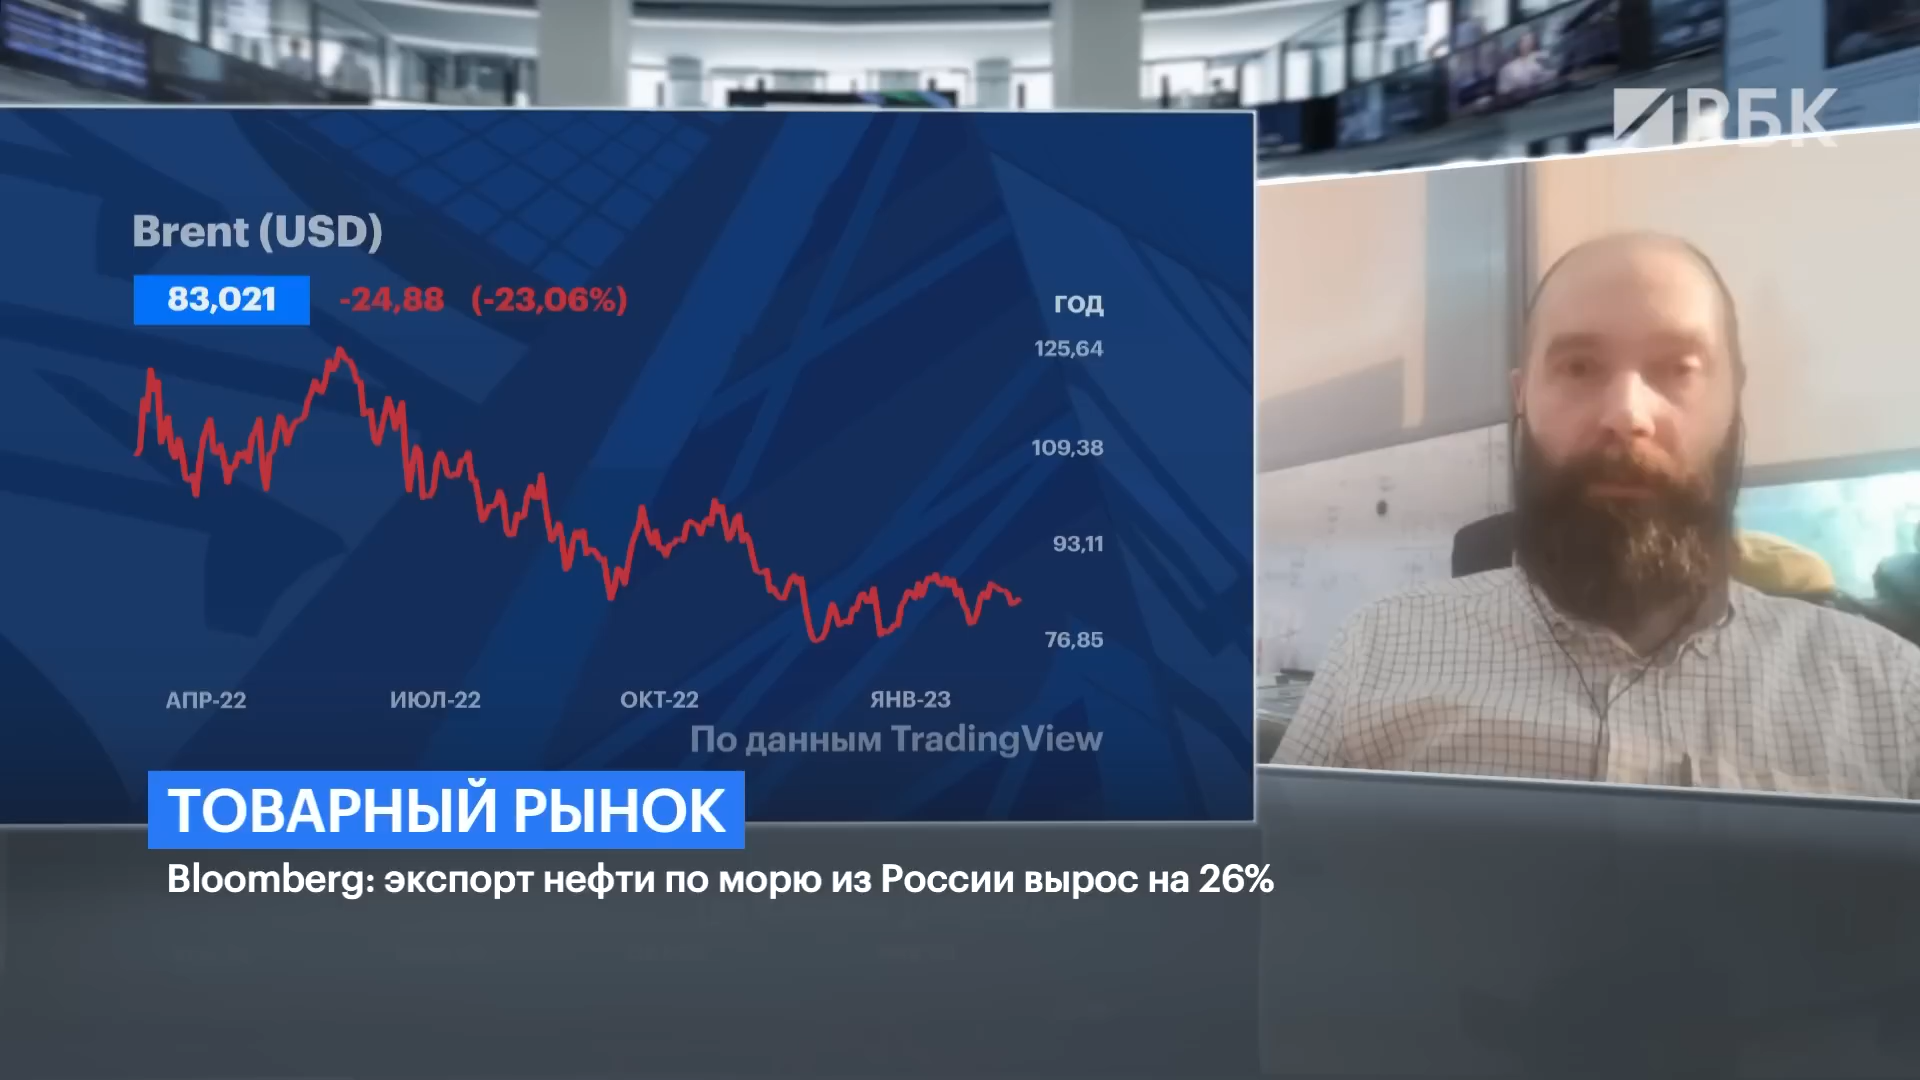 РБК
Brent (USD)
83,021 -24,88 (-23,06%)
ГОД
125,64
109,38
93,11
76,85
АПР-22 ИЮЛ-22 ОКТ-22 ЯНВ-23
По данным TradingView
ТОВАРНЫЙ РЫНОК
Bloomberg: экспорт нефти по морю из России вырос на 26%